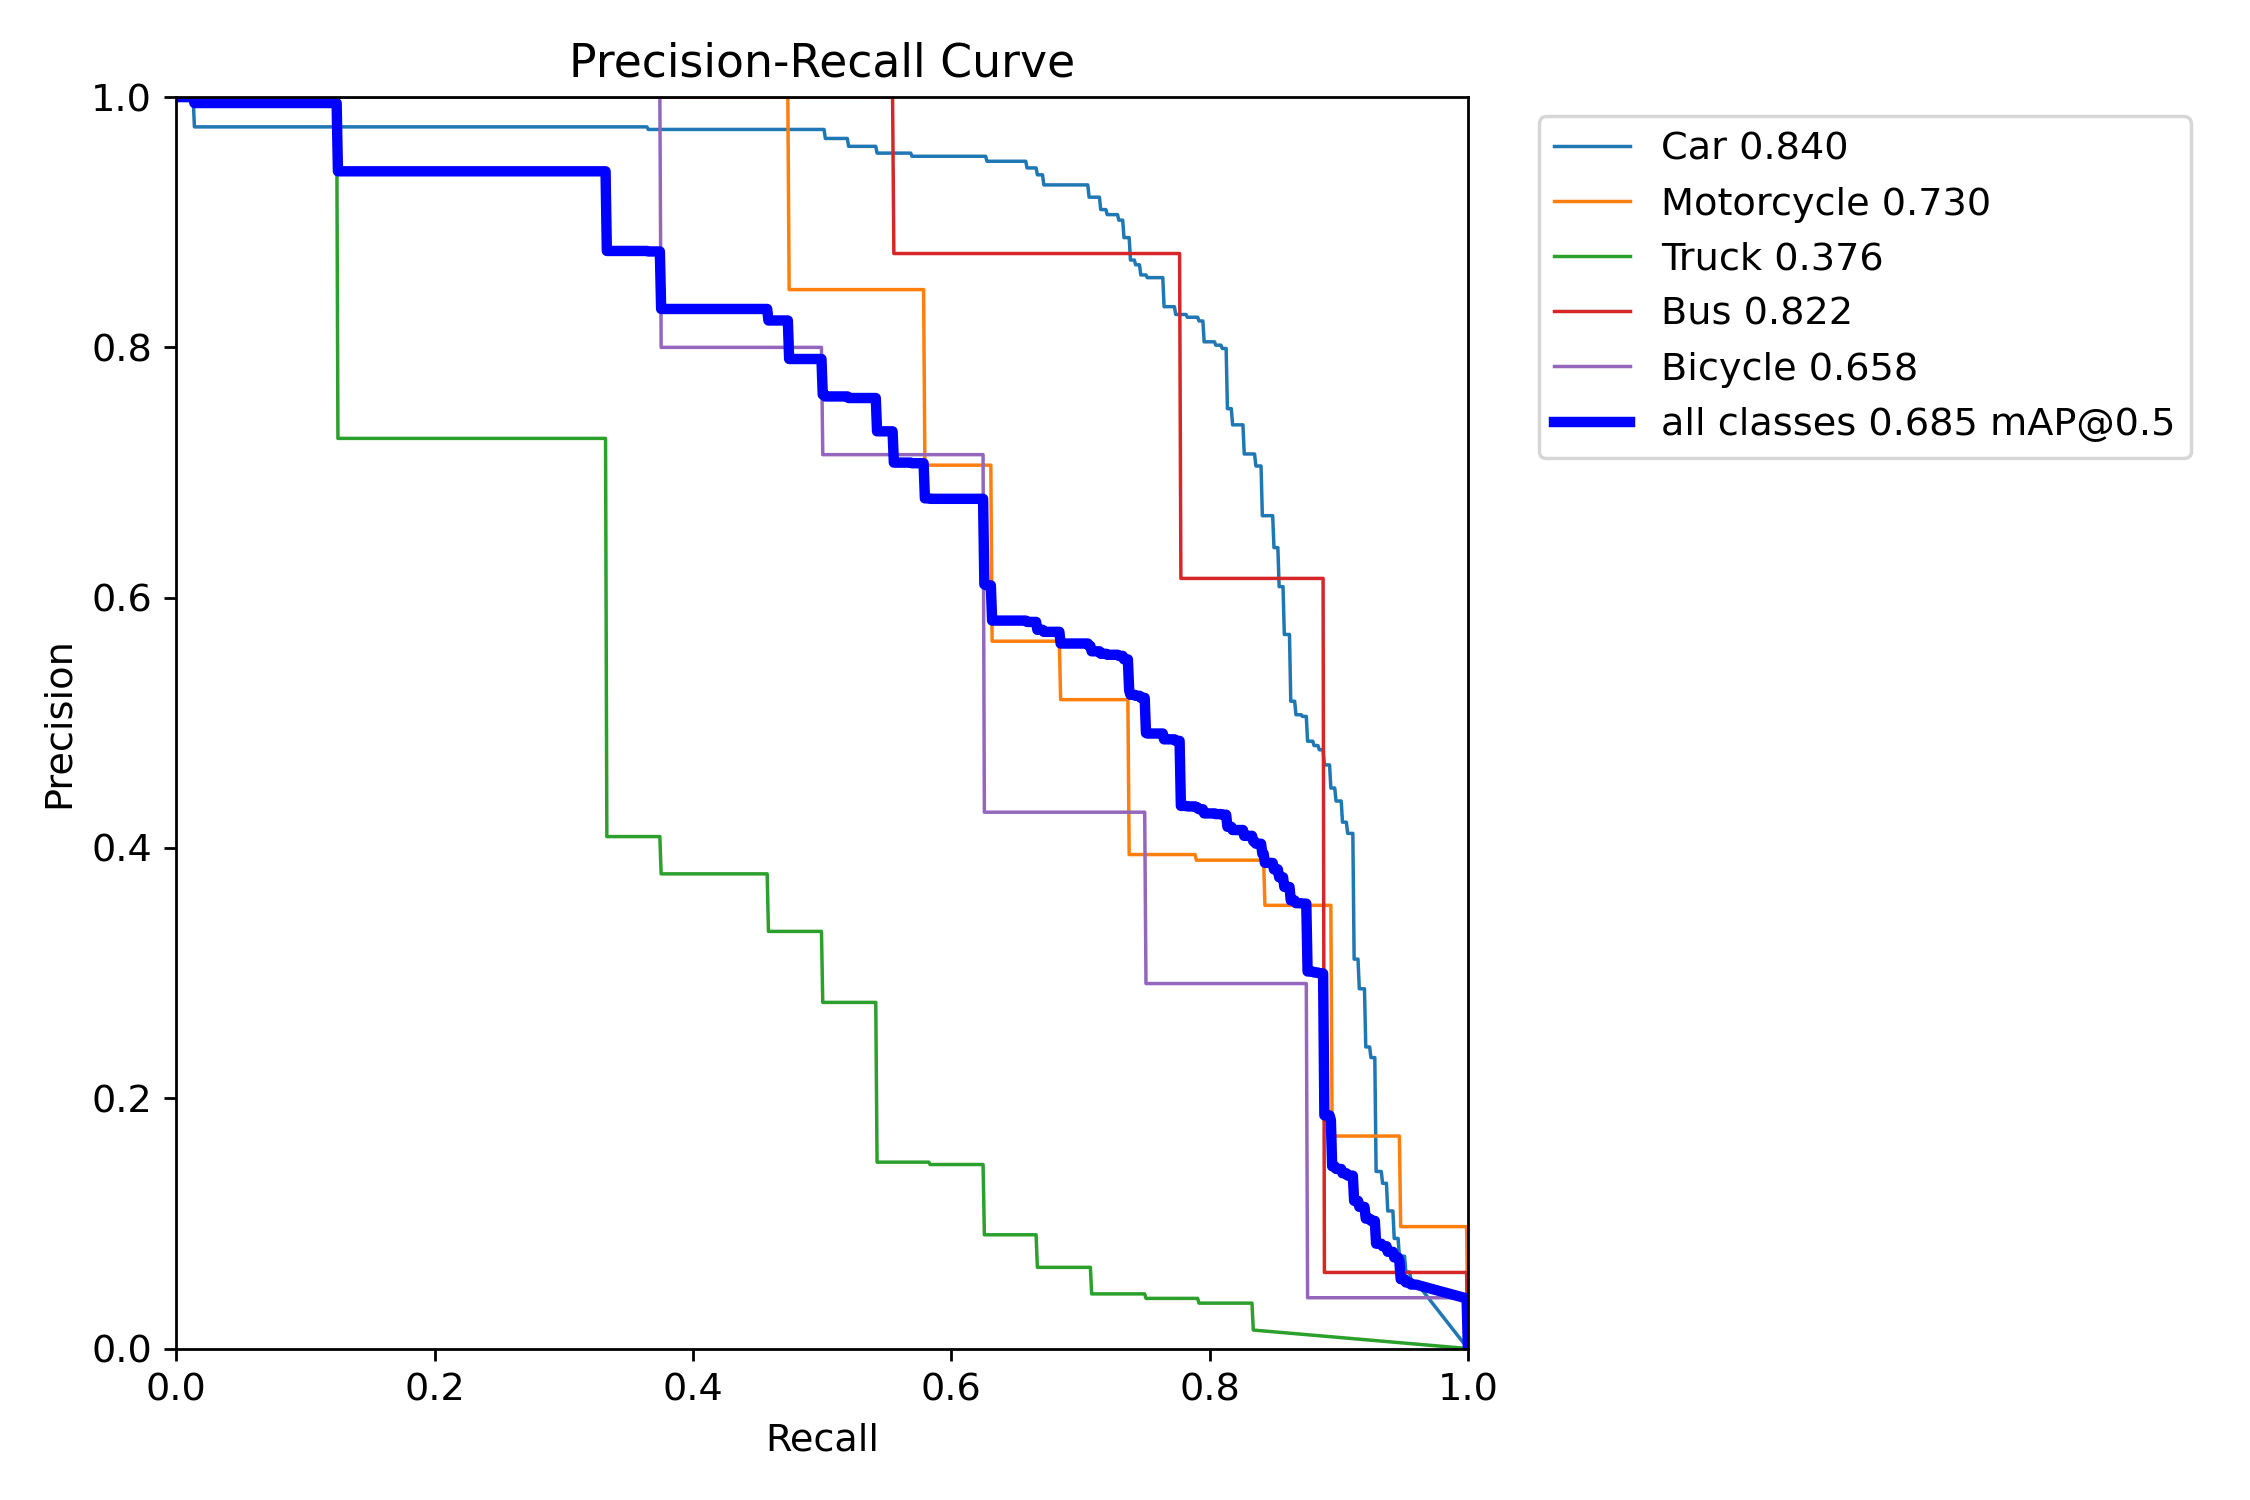 Precision-Recall Curve
1.0
0.8
0.6
0.4
0.2
0.0
Precision
0.0 0.2 0.4 0.6 0.8 1.0
Recall
Car 0.840
Motorcycle 0.730
Truck 0.376
Bus 0.822
Bicycle 0.658
all classes 0.685 mAP@0.5